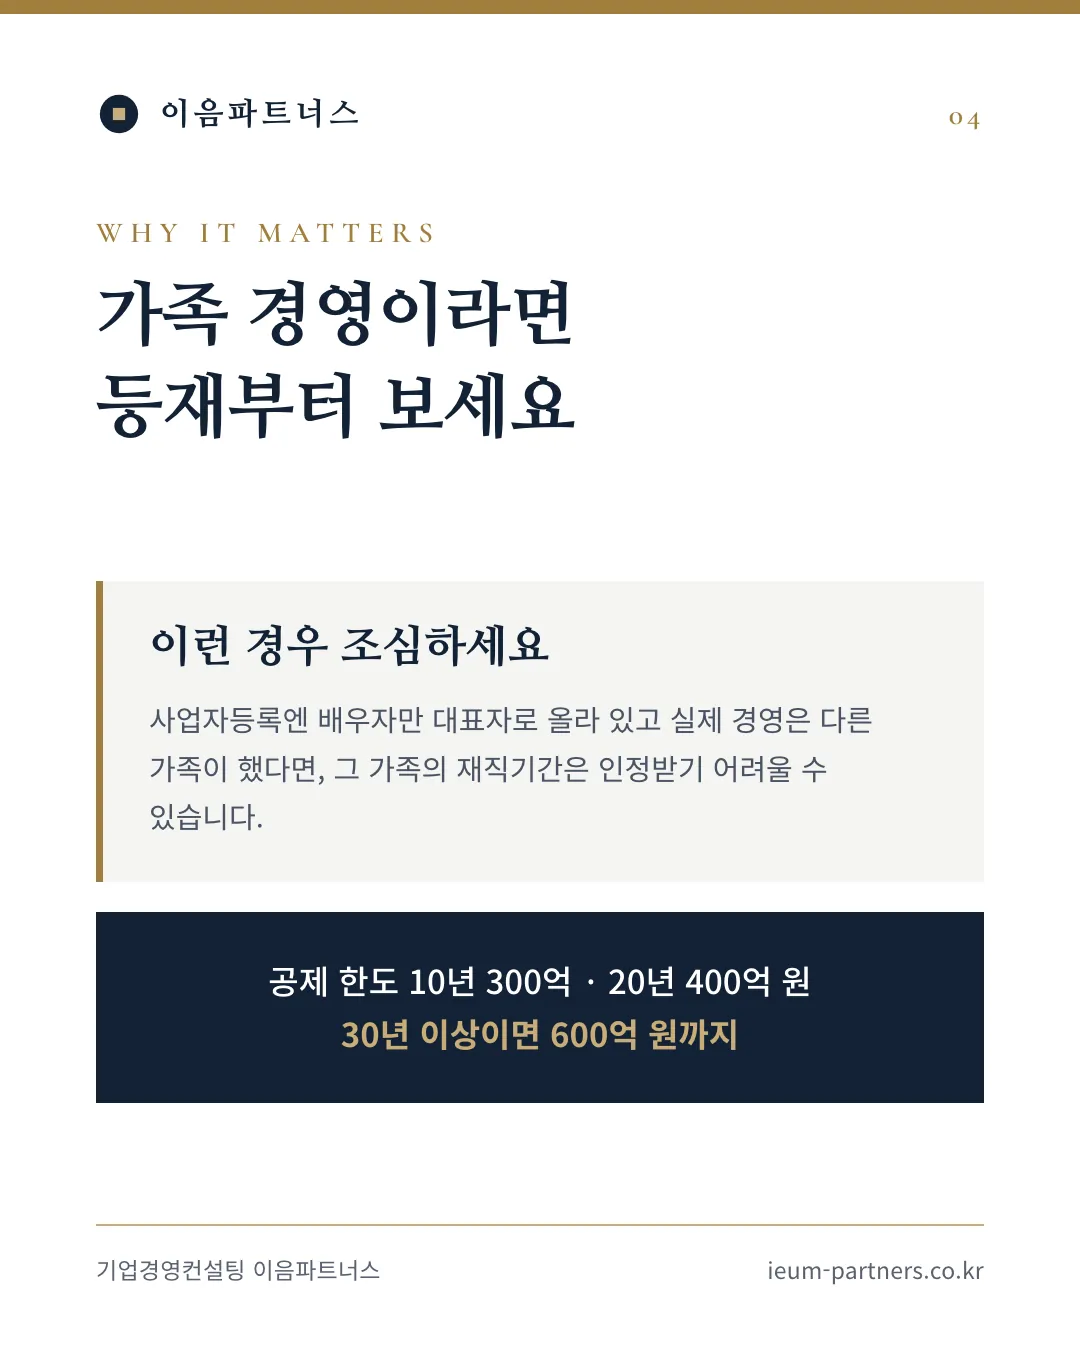 이음파트너스
04
WHY IT MATTERS
가족 경영이라면
등재부터 보세요
이런 경우 조심하세요
사업자등록엔 배우자만 대표자로 올라 있고 실제 경영은 다른
가족이 했다면, 그 가족의 재직기간은 인정받기 어려울 수
있습니다.
공제 한도 10년 300억 · 20년 400억 원
30년 이상이면 600억 원까지
기업경영컨설팅 이음파트너스
ieum-partners.co.kr